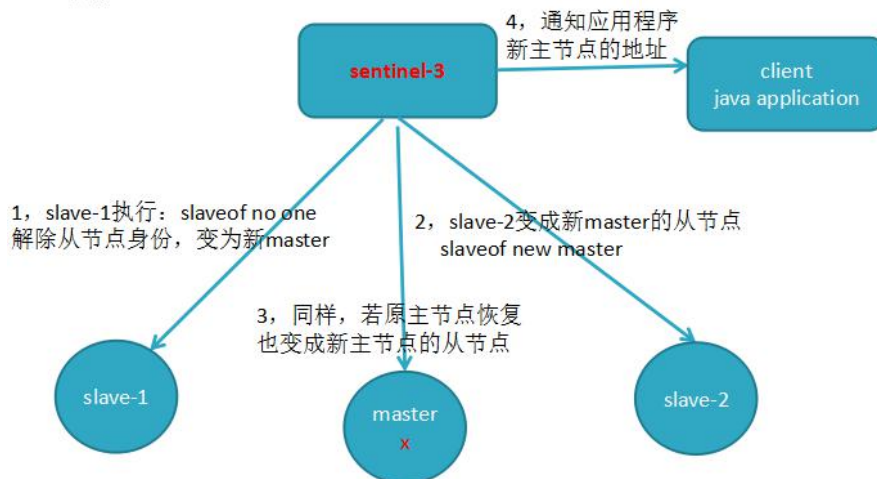 4，通知应用程序
新主节点的地址
sentinel-3
client
java application
1，slave-1执行：slaveof no one
解除从节点身份，变为新master
2，slave-2变成新master的从节点
slaveof new master
3，同样，若原主节点恢复
也变成新主节点的从节点
slave-1
master
x
slave-2